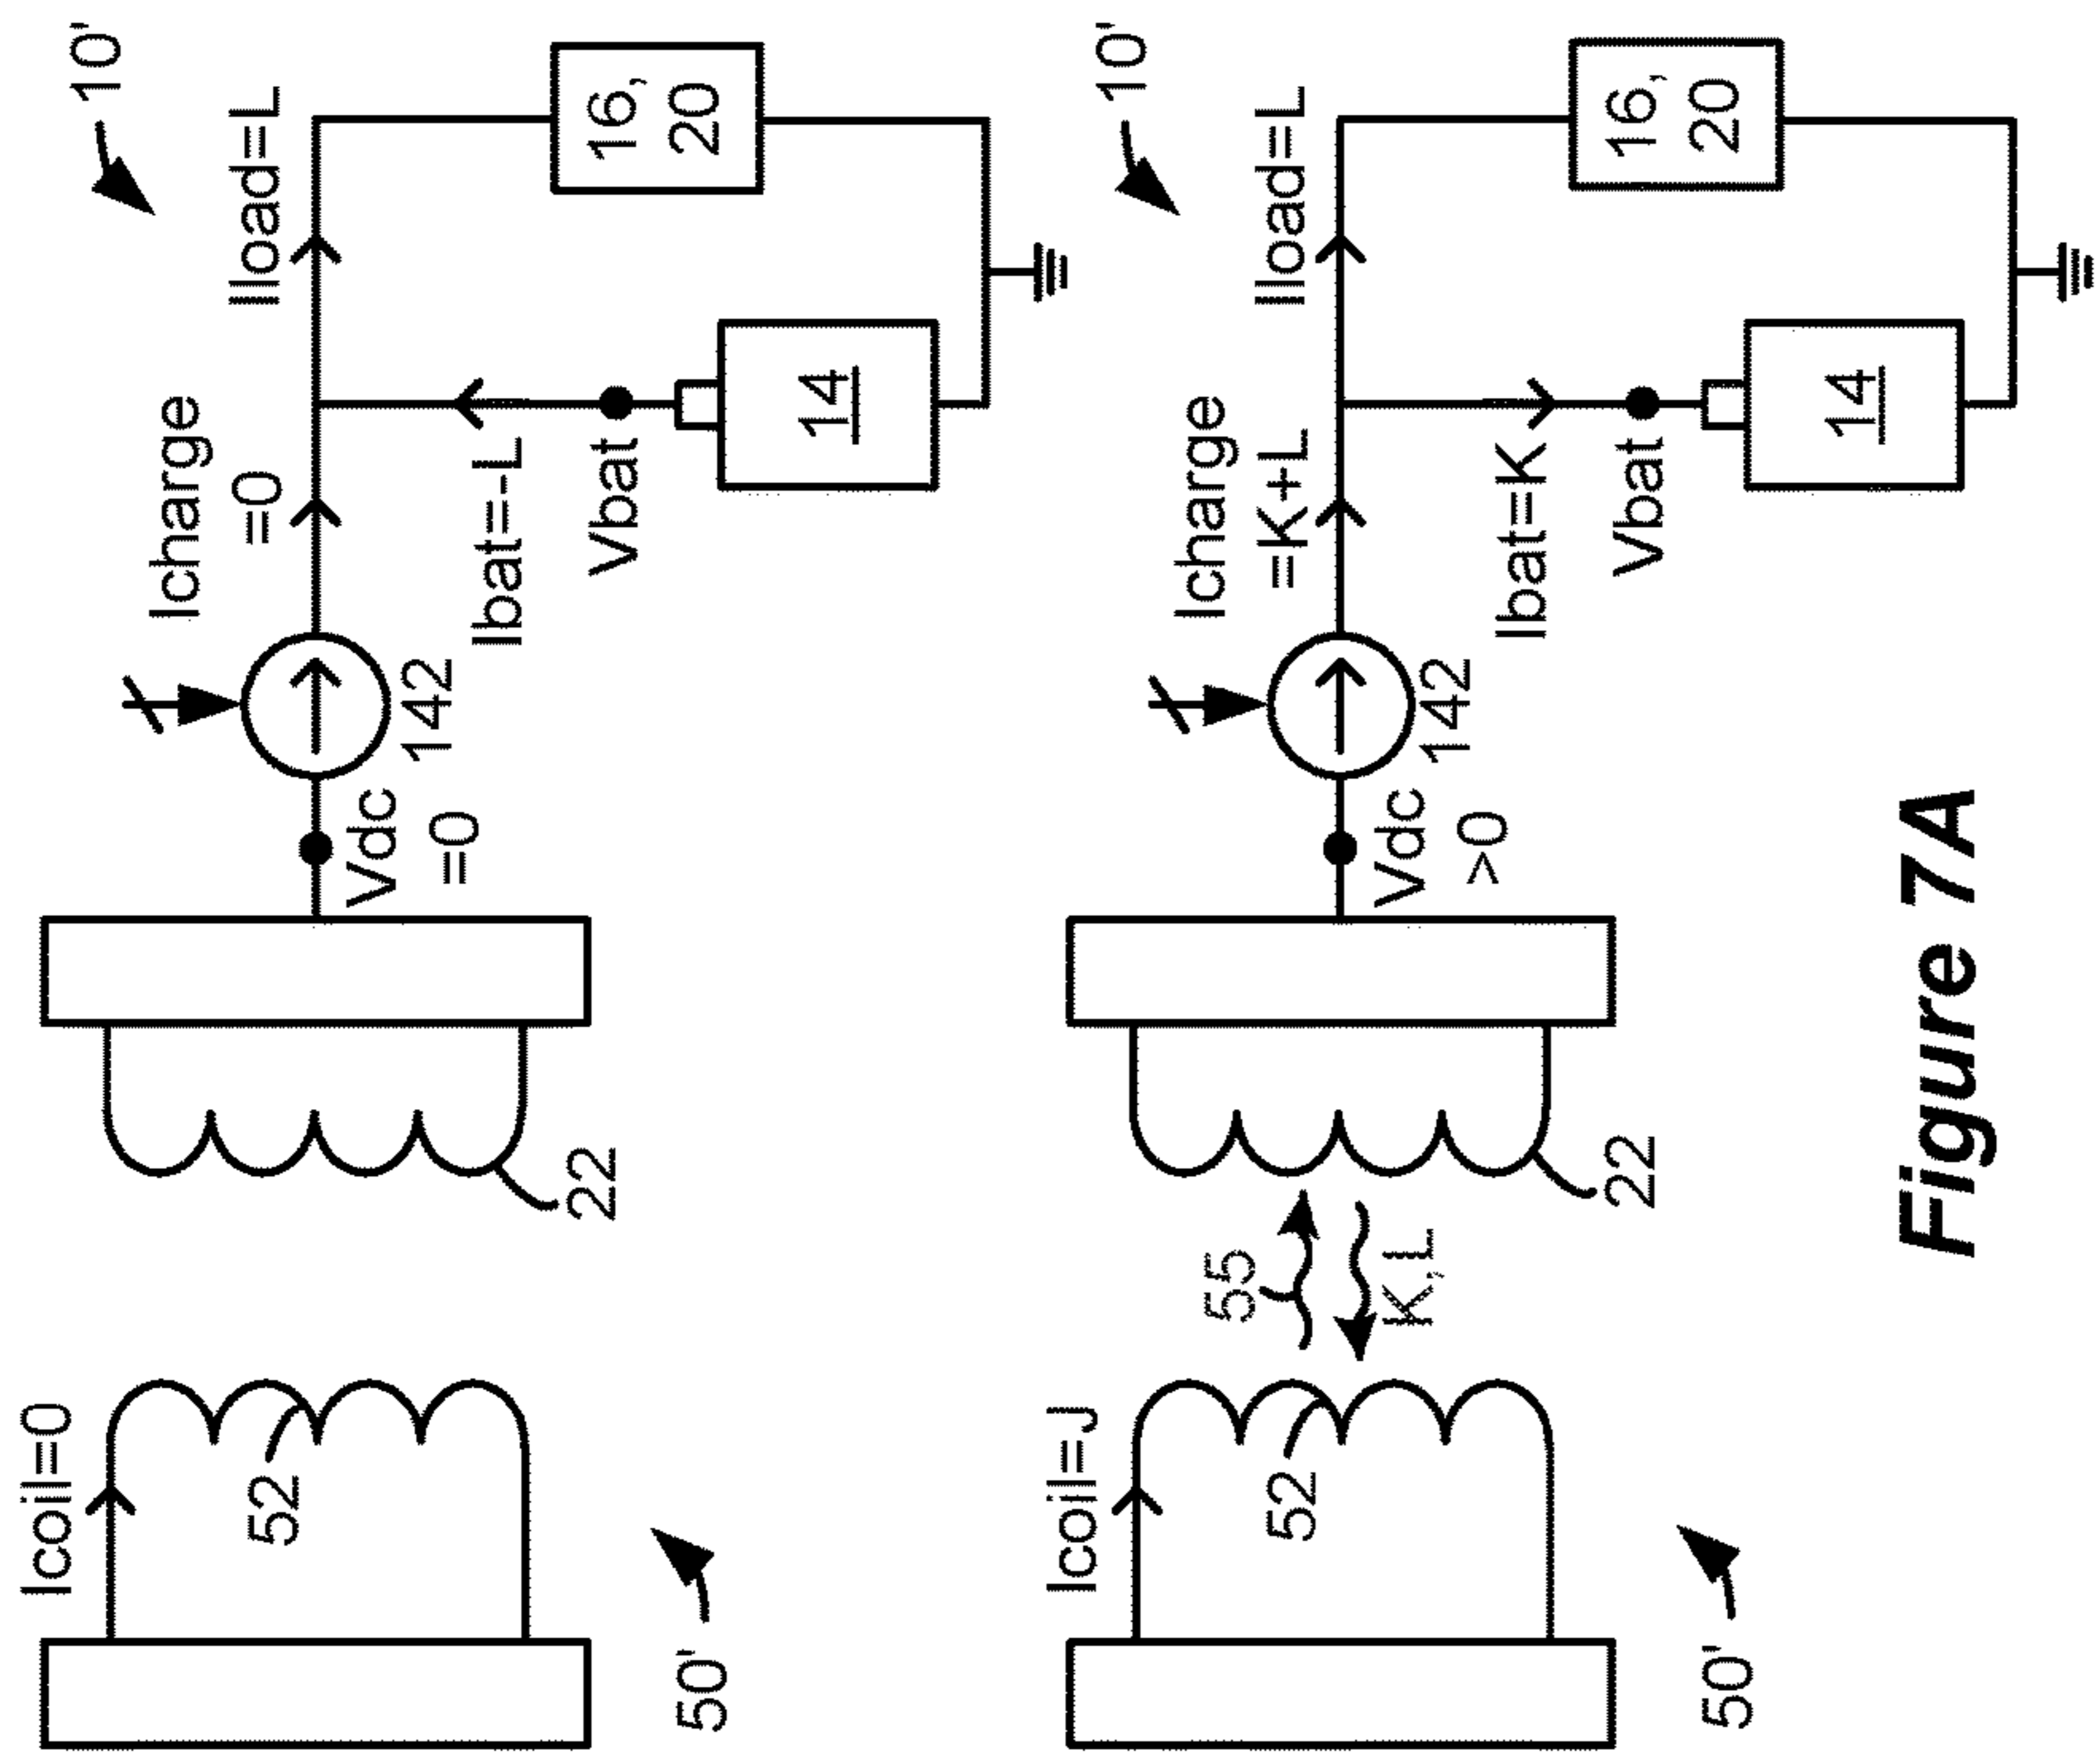 Icoil=0
52
50'
22
Vdc
=0
142
Icharge
=0
Ibat=-L
Vbat
14
Iload=L
16,
20
10'
Icoil=J
52
50'
55
K,L
22
Vdc
>0
142
Icharge
=K+L
Ibat=K
Vbat
14
Iload=L
16,
20
10'
Figure 7A